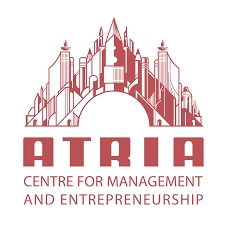 ATRIA
CENTRE FOR MANAGEMENT
AND ENTREPRENEURSHIP